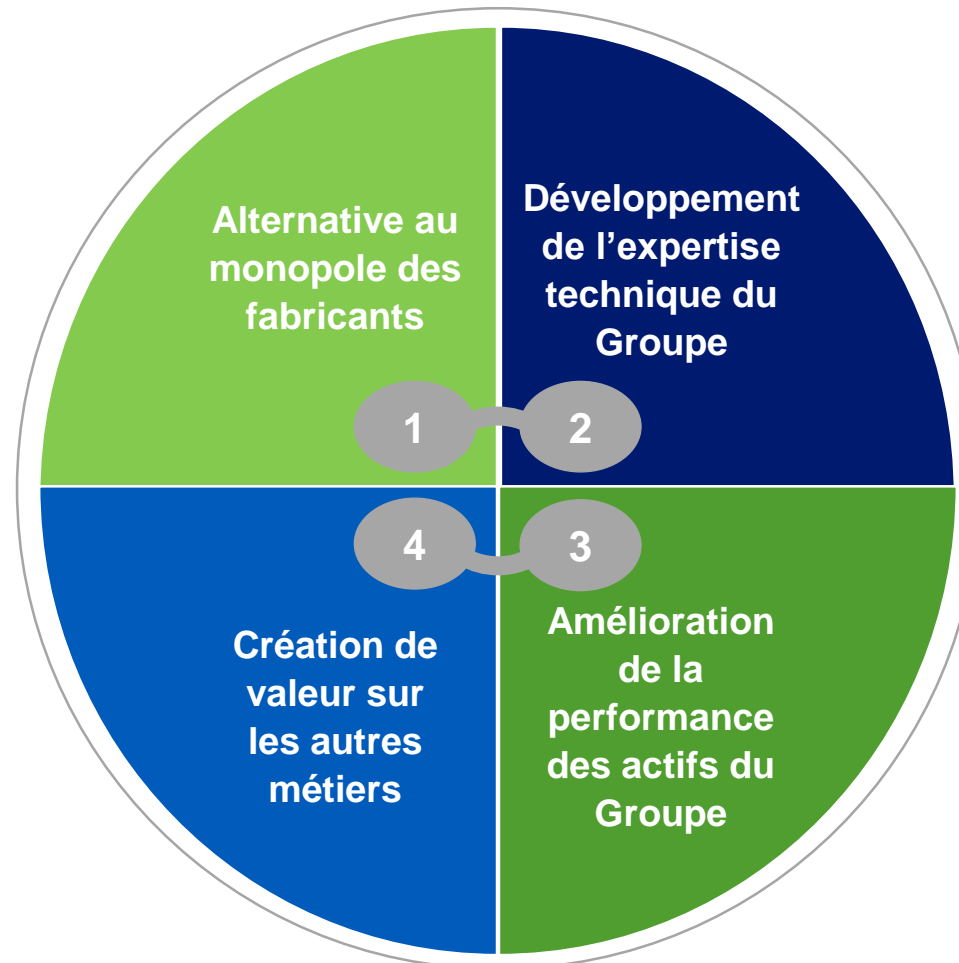 Alternative au
monopole des
fabricants
1
Développement
de l’expertise
technique du
Groupe
2
3
Amélioration
de la
performance
des actifs du
Groupe
4
Création de
valeur sur
les autres
métiers